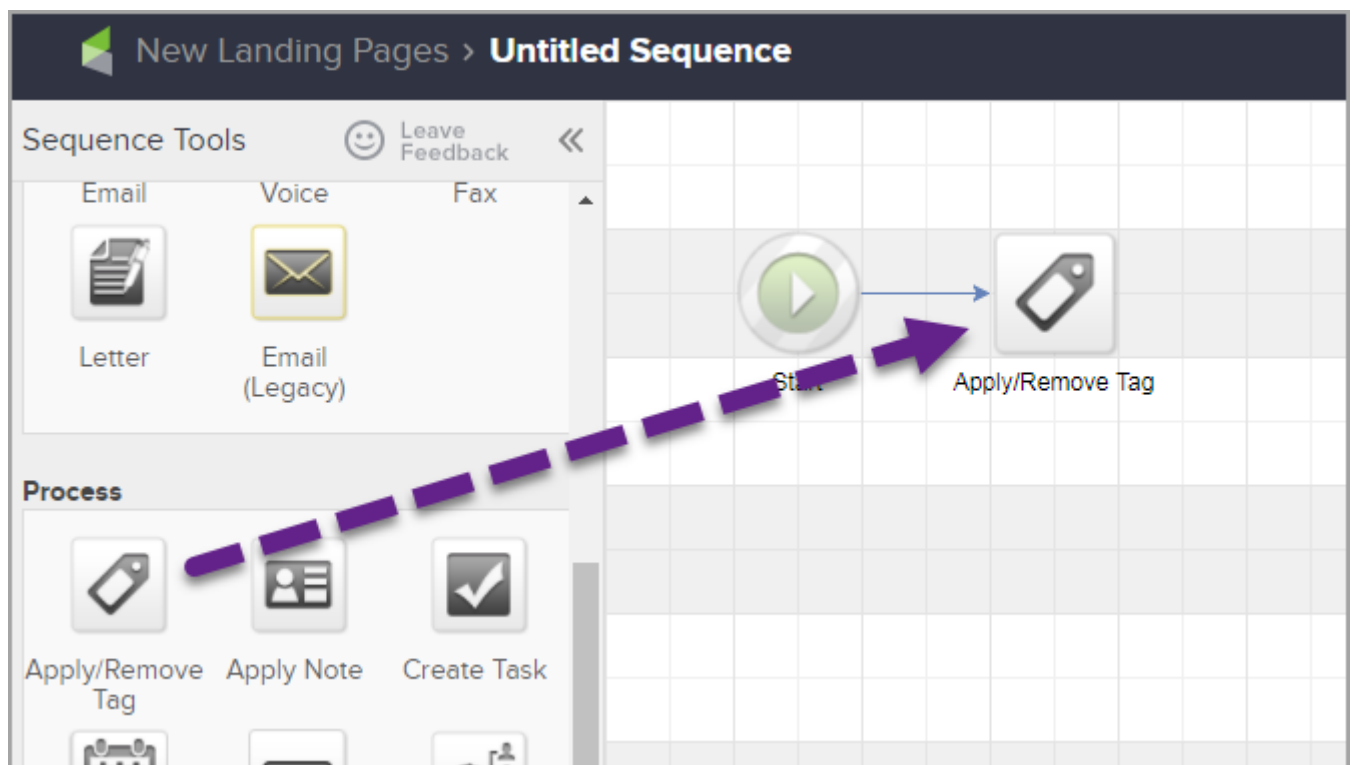 New Landing Pages › Untitled Sequence
Sequence Tools
Leave
Feedback
Email Voice Fax
Letter Email
(Legacy)
Start Apply/Remove Tag
Process
Apply/Remove Apply Note Create Task
Tag